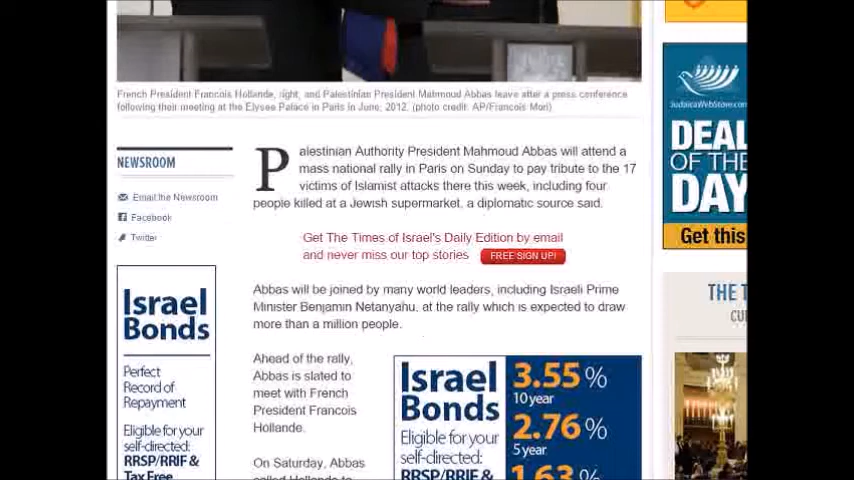 French President Francois Hollande, right, and Palestinian President Mahmoud Abbas leave after a press conference
following their meeting at the Elysee Palace in Paris in June, 2012. (photo credit: AP/Francois Mori)
NEWSROOM
Email the Newsroom
Facebook
Twitter
Palestinian Authority President Mahmoud Abbas will attend a
mass national rally in Paris on Sunday to pay tribute to the 17
victims of Islamist attacks there this week, including four
people killed at a Jewish supermarket, a diplomatic source said.
Get The Times of Israel's Daily Edition by email
and never miss our top stories FREE SIGN UP!
Abbas will be joined by many world leaders, including Israeli Prime
Minister Benjamin Netanyahu, at the rally which is expected to draw
more than a million people.
Ahead of the rally,
Abbas is slated to
meet with French
President Francois
Hollande.
On Saturday, Abbas
called Hollande to
Israel
Bonds
Perfect
Record of
Repayment
Eligible for your
self-directed:
RRSP/RRIF &
Tax Free
Israel
Bonds
Eligible for your
self-directed:
RRSP/RRIF &
3.55 %
10 year
2.76 %
5 year
1.63 %
JudaicaWebStore.com
DEAL
OF THE
DAY
Get this
THE T
CU